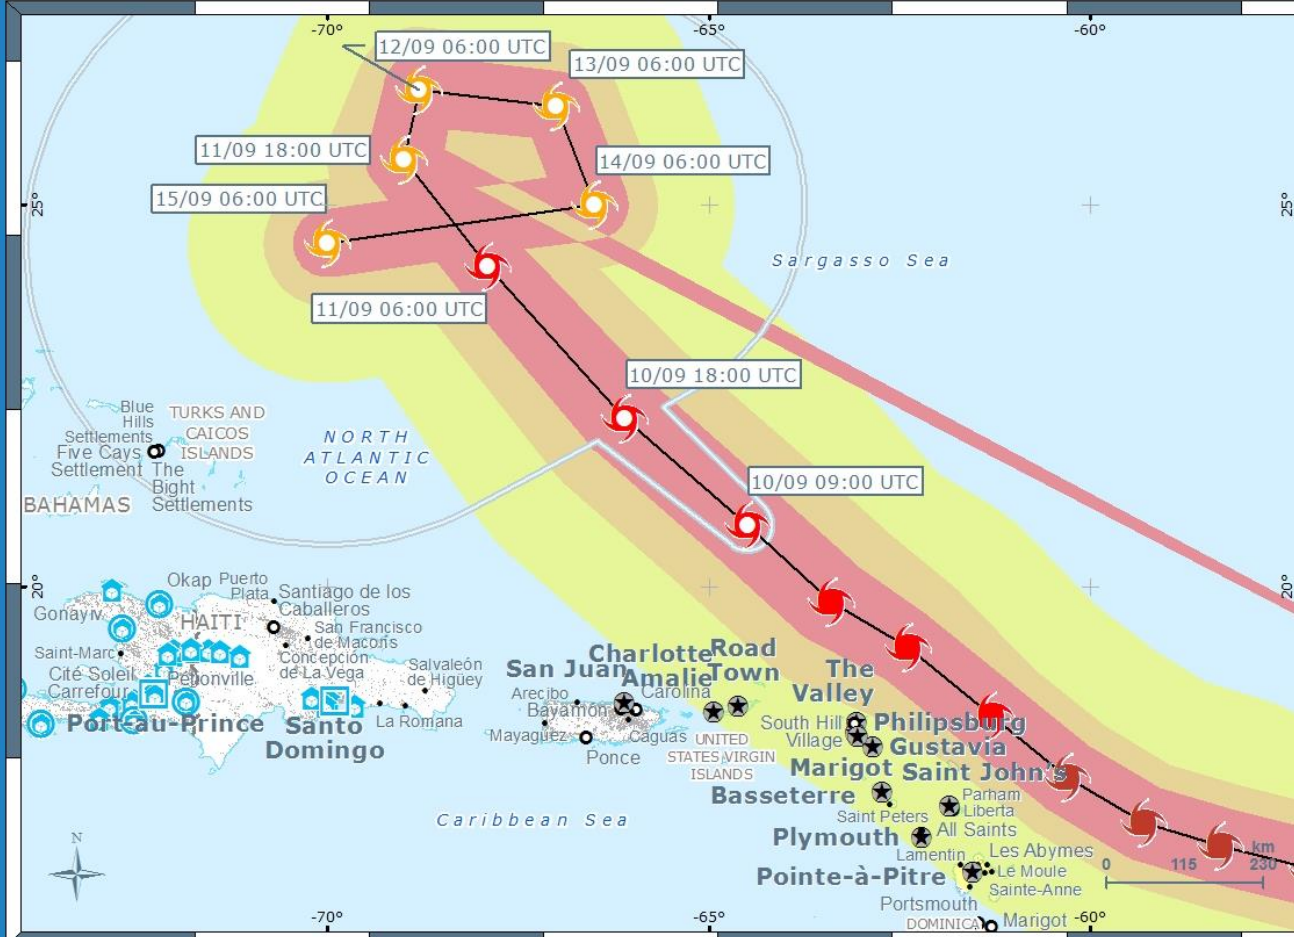 -70°
-65°
-60°
12/09 06:00 UTC
13/09 06:00 UTC
11/09 18:00 UTC
14/09 06:00 UTC
15/09 06:00 UTC
25°
25°
Sargasso Sea
11/09 06:00 UTC
10/09 18:00 UTC
Blue
Hills
Settlements
Five Cays
Settlement
The
Bight
Settlements
TURKS AND
CAICOS
ISLANDS
NORTH
ATLANTIC
OCEAN
BAHAMAS
10/09 09:00 UTC
20°
20°
Okap
Puerto
Plata
Santiago de los
Caballeros
Gonayiv
HAITI
San Francisco
de Macorís
Saint-Marc
Concepción
de La Vega
Cité Soleil
Carrefour
Petionville
Salvaleón
de Higüey
Port-au-Prince
Santo
Domingo
La Romana
San Juan
Charlotte
Amalie
Road
Town
Arecibo
Carolina
Bayamón
Mayagüez
Caguas
Ponce
UNITED
STATES VIRGIN
ISLANDS
The
Valley
South Hill
Village
Philipsburg
Gustavia
Marigot
Saint John's
Basseterre
Saint Peters
Parham
Liberta
All Saints
Plymouth
Caribbean Sea
Lamentin
Les Abymes
Le Moule
Sainte-Anne
Pointe-à-Pitre
Portsmouth
DOMINICA
Marigot
km
0
115
230
N
-70°
-65°
-60°